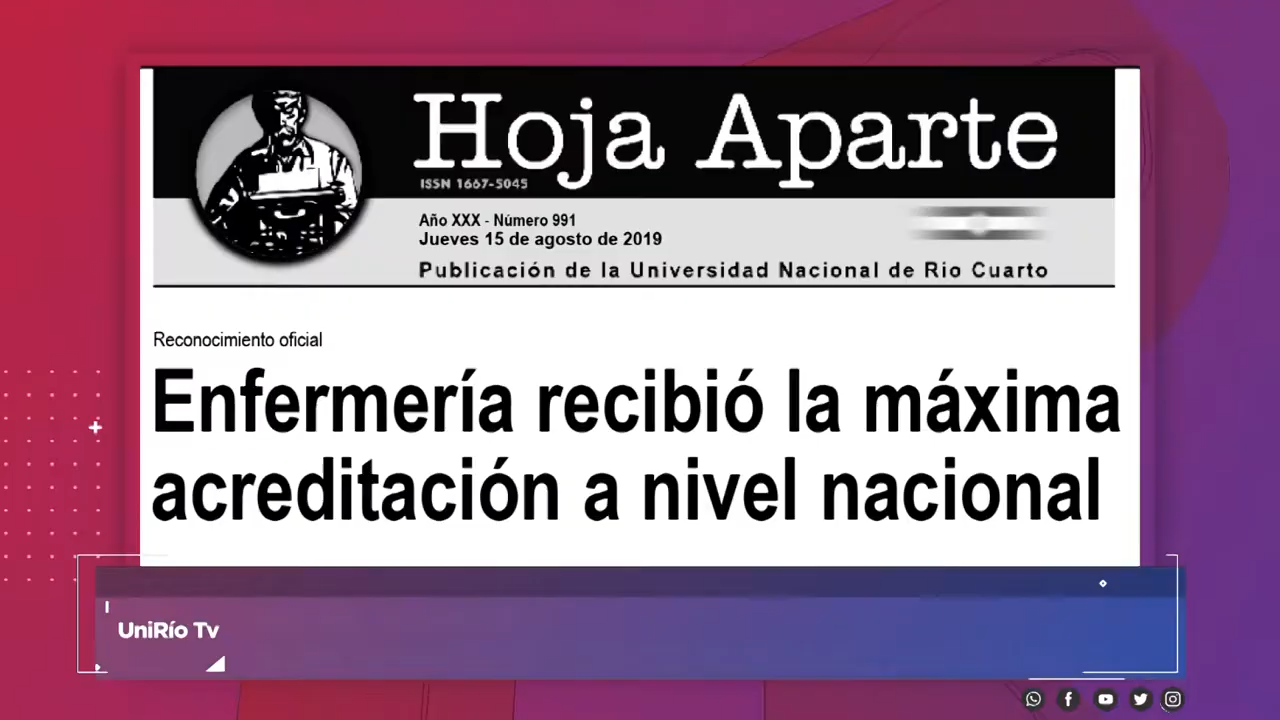 Hoja Aparte
ISSN 1667-5045
Año XXX - Número 991
Jueves 15 de agosto de 2019
Publicación de la Universidad Nacional de Rio Cuarto
Reconocimiento oficial
Enfermería recibió la máxima
acreditación a nivel nacional
UniRío Tv